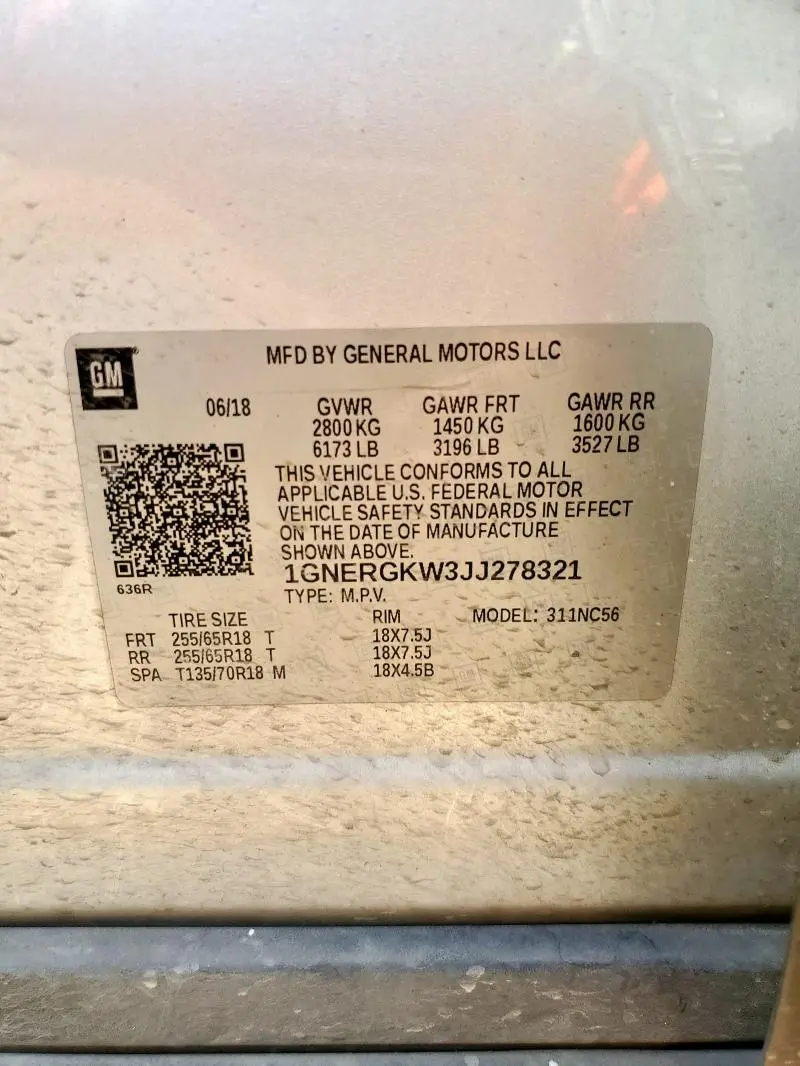 GM
MFD BY GENERAL MOTORS LLC
06/18 GVWR GAWR FRT GAWR RR
2800 KG 1450 KG 1600 KG
6173 LB 3196 LB 3527 LB
THIS VEHICLE CONFORMS TO ALL
APPLICABLE U.S. FEDERAL MOTOR
VEHICLE SAFETY STANDARDS IN EFFECT
ON THE DATE OF MANUFACTURE
SHOWN ABOVE.
1GNERGKW3JJ278321
636R
TYPE: M.P.V.
TIRE SIZE RIM MODEL: 311NC56
FRT 255/65R18 T 18X7.5J
RR 255/65R18 T 18X7.5J
SPA T135/70R18 M 18X4.5B